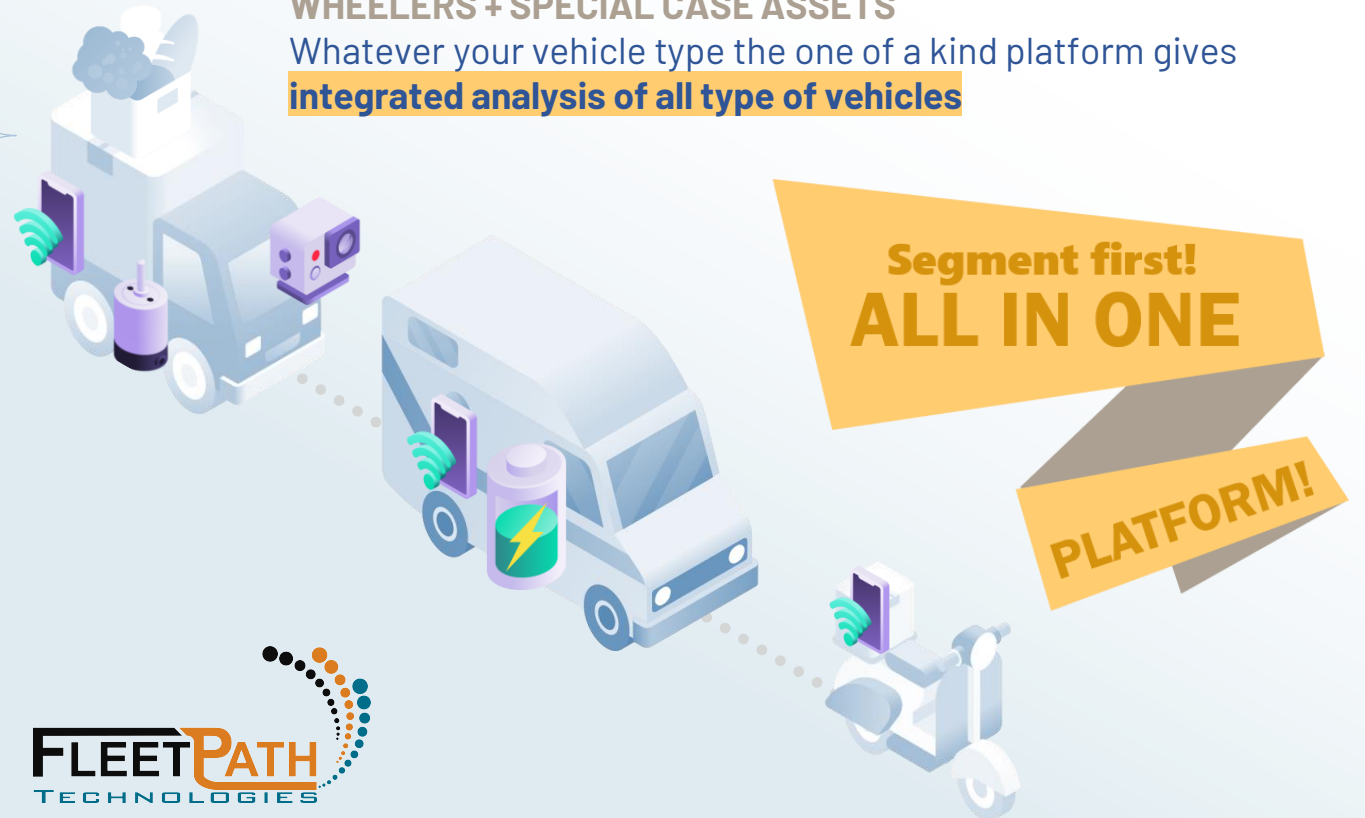 WHEELERS + SPECIAL CASE ASSETS
Whatever your vehicle type the one of a kind platform gives
integrated analysis of all type of vehicles
Segment first!
ALL IN ONE
PLATFORM!
FLEETPATH
TECHNOLOGIES